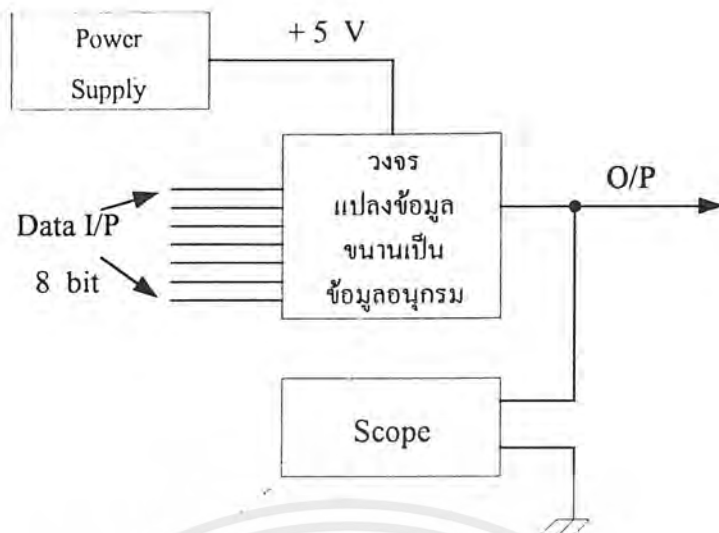 Power
Supply
+ 5 V
วงจร
แปลงข้อมูล
ขนานเป็น
ข้อมูลอนุกรม
Data I/P
8 bit
O/P
Scope